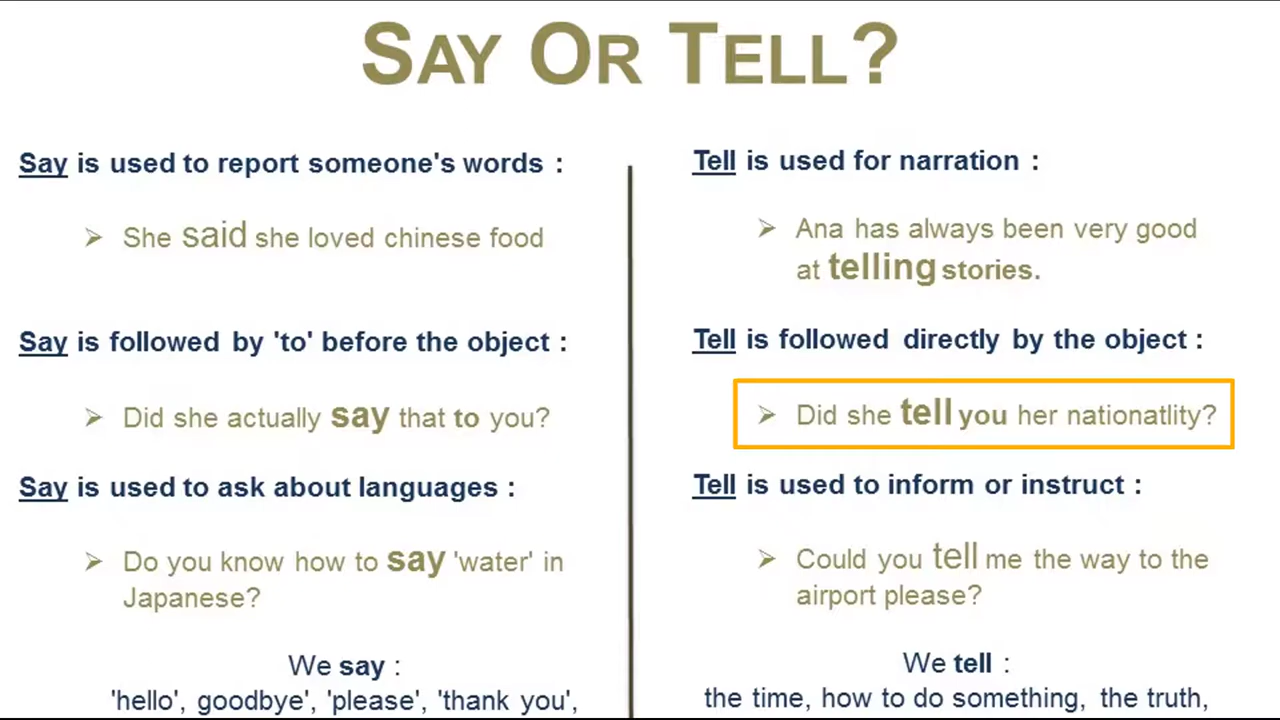 SAY OR TELL?
Say is used to report someone's words :
➤ She said she loved chinese food
Say is followed by 'to' before the object :
➤ Did she actually say that to you?
Say is used to ask about languages :
➤ Do you know how to say 'water' in
Japanese?
We say :
'hello', goodbye', 'please', 'thank you',
Tell is used for narration :
➤ Ana has always been very good
at telling stories.
Tell is followed directly by the object :
➤ Did she tell you her nationatlity?
Tell is used to inform or instruct :
➤ Could you tell me the way to the
airport please?
We tell :
the time, how to do something, the truth,